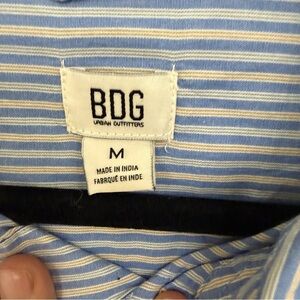 BDG
URBAN OUTFITTERS
M
MADE IN INDIA
FABRIQUÉ EN INDE